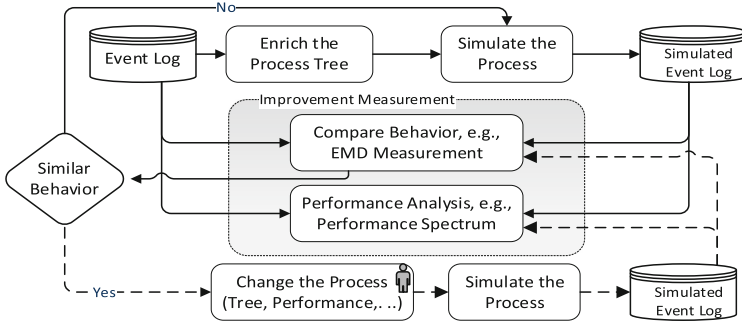 No
Event Log
Enrich the
Process Tree
Simulate the
Process
Simulated
Event Log
Improvement Measurement
Compare Behavior, e.g.,
EMD Measurement
Similar
Behavior
Performance Analysis, e.g.,
Performance Spectrum
Yes
Change the Process
(Tree, Performance,. ..)
Simulate the
Process
Simulated
Event Log